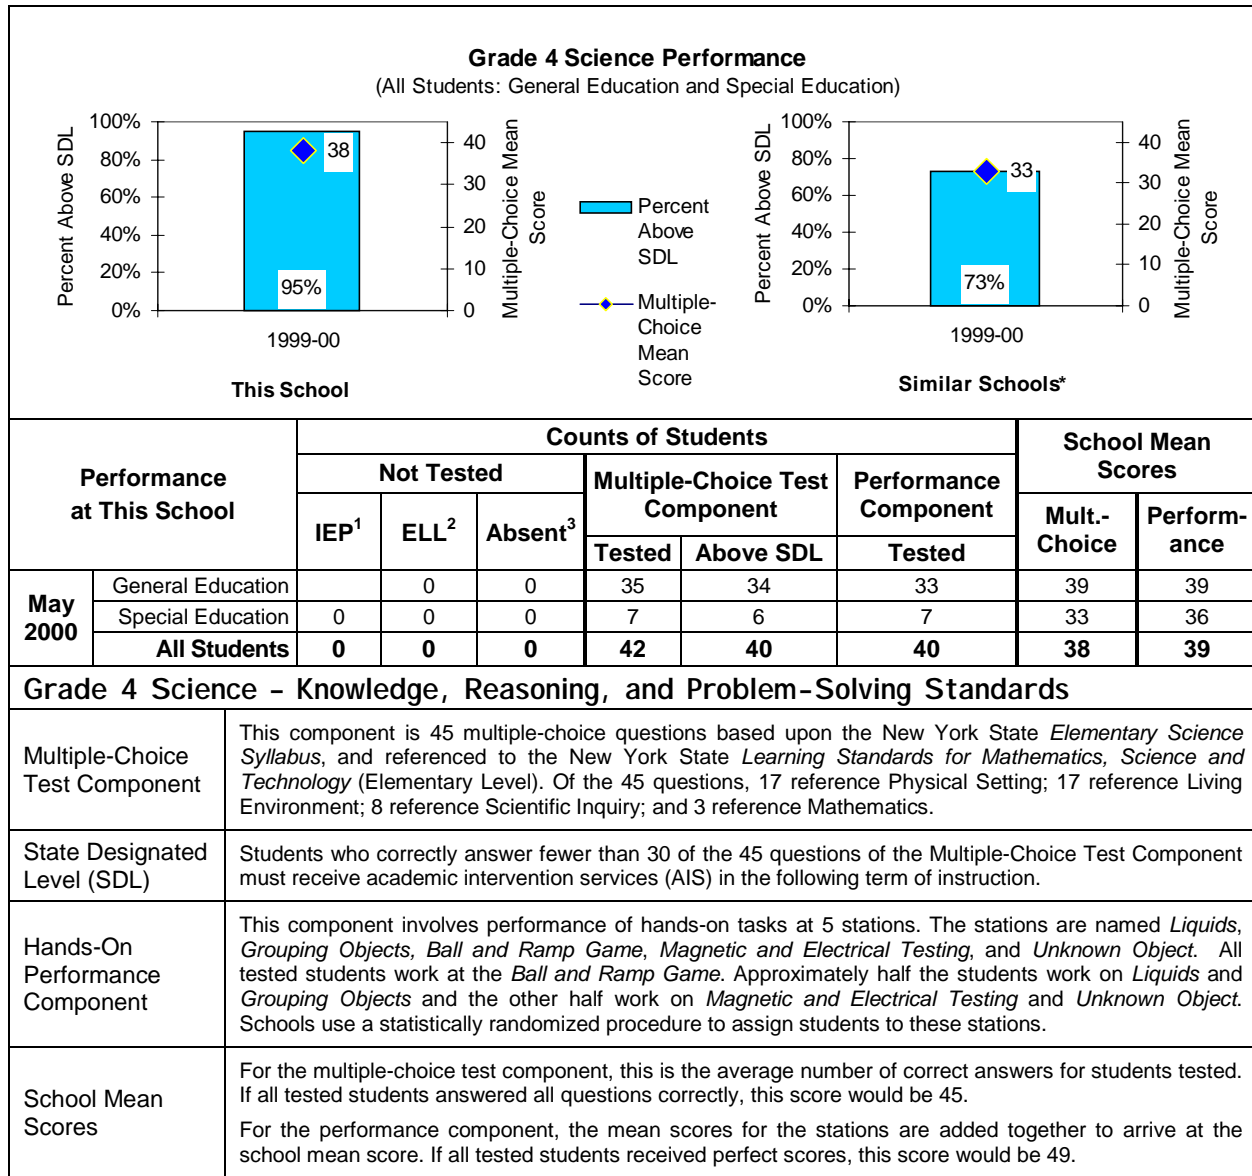 Grade 4 Science Performance
(All Students: General Education and Special Education)
Percent Above SDL
100%
80%
60%
40%
20%
0%
38
95%
40
30
20
10
0
Multiple-Choice Mean
Score
1999-00
This School
Percent
Above
SDL
Multiple-
Choice
Mean
Score
Percent Above SDL
100%
80%
60%
40%
20%
0%
33
73%
40
30
20
10
0
Multiple-Choice Mean
Score
1999-00
Similar Schools*
Performance
at This School
Counts of Students
School Mean
Scores
Not Tested
Multiple-Choice Test
Component
Performance
Component
IEP1 ELL2 Absent3
Tested Above SDL Tested
Mult.-
Choice
Perform-
ance
May
2000
General Education 0 0 35 34 33 39 39
Special Education 0 0 0 7 6 7 33 36
All Students 0 0 0 42 40 40 38 39
Grade 4 Science – Knowledge, Reasoning, and Problem-Solving Standards
Multiple-Choice
Test Component
This component is 45 multiple-choice questions based upon the New York State Elementary Science
Syllabus, and referenced to the New York State Learning Standards for Mathematics, Science and
Technology (Elementary Level). Of the 45 questions, 17 reference Physical Setting; 17 reference Living
Environment; 8 reference Scientific Inquiry; and 3 reference Mathematics.
State Designated
Level (SDL)
Students who correctly answer fewer than 30 of the 45 questions of the Multiple-Choice Test Component
must receive academic intervention services (AIS) in the following term of instruction.
Hands-On
Performance
Component
This component involves performance of hands-on tasks at 5 stations. The stations are named Liquids,
Grouping Objects, Ball and Ramp Game, Magnetic and Electrical Testing, and Unknown Object. All
tested students work at the Ball and Ramp Game. Approximately half the students work on Liquids and
Grouping Objects and the other half work on Magnetic and Electrical Testing and Unknown Object.
Schools use a statistically randomized procedure to assign students to these stations.
School Mean
Scores
For the multiple-choice test component, this is the average number of correct answers for students tested.
If all tested students answered all questions correctly, this score would be 45.
For the performance component, the mean scores for the stations are added together to arrive at the
school mean score. If all tested students received perfect scores, this score would be 49.